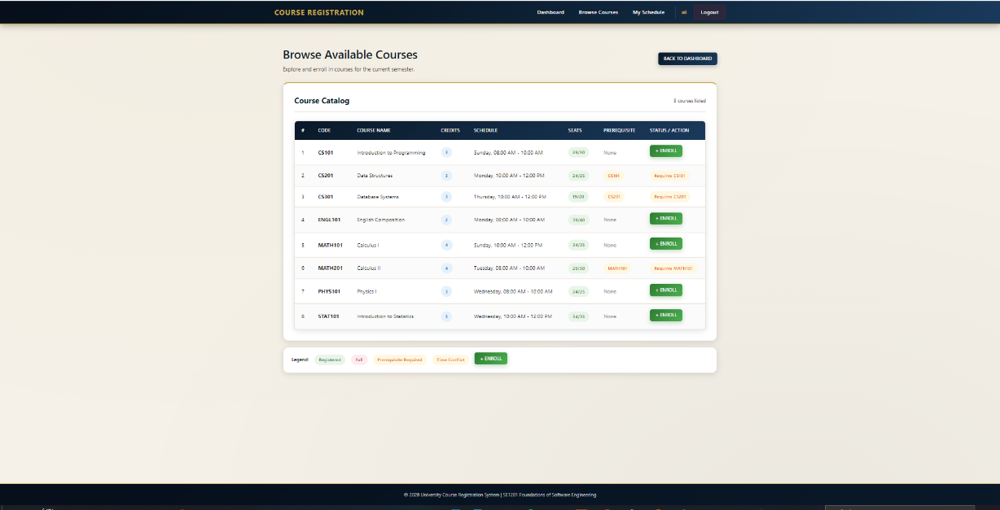 COURSE REGISTRATION
Dashboard Browse Courses My Schedule ali Logout
Browse Available Courses
BACK TO DASHBOARD
Explore and enroll in courses for the current semester.
Course Catalog
8 courses listed
# CODE COURSE NAME CREDITS SCHEDULE SEATS PREREQUISITE STATUS / ACTION
1 CS101 Introduction to Programming 3 Sunday, 08:00 AM - 10:00 AM 29/30 None + ENROLL
2 CS201 Data Structures 3 Monday, 10:00 AM - 12:00 PM 24/25 CS101 Requires CS101
3 CS301 Database Systems 3 Thursday, 10:00 AM - 12:00 PM 19/20 CS201 Requires CS201
4 ENGL101 English Composition 2 Monday, 08:00 AM - 10:00 AM 39/40 None + ENROLL
5 MATH101 Calculus I 4 Sunday, 10:00 AM - 12:00 PM 34/35 None + ENROLL
6 MATH201 Calculus II 4 Tuesday, 08:00 AM - 10:00 AM 29/30 MATH101 Requires MATH101
7 PHYS101 Physics I 3 Wednesday, 08:00 AM - 10:00 AM 24/25 None + ENROLL
8 STAT101 Introduction to Statistics 3 Wednesday, 10:00 AM - 12:00 PM 34/35 None + ENROLL
Legend: Registered Full Prerequisite Required Time Conflict + ENROLL
© 2026 University Course Registration System | SE1201 Foundations of Software Engineering